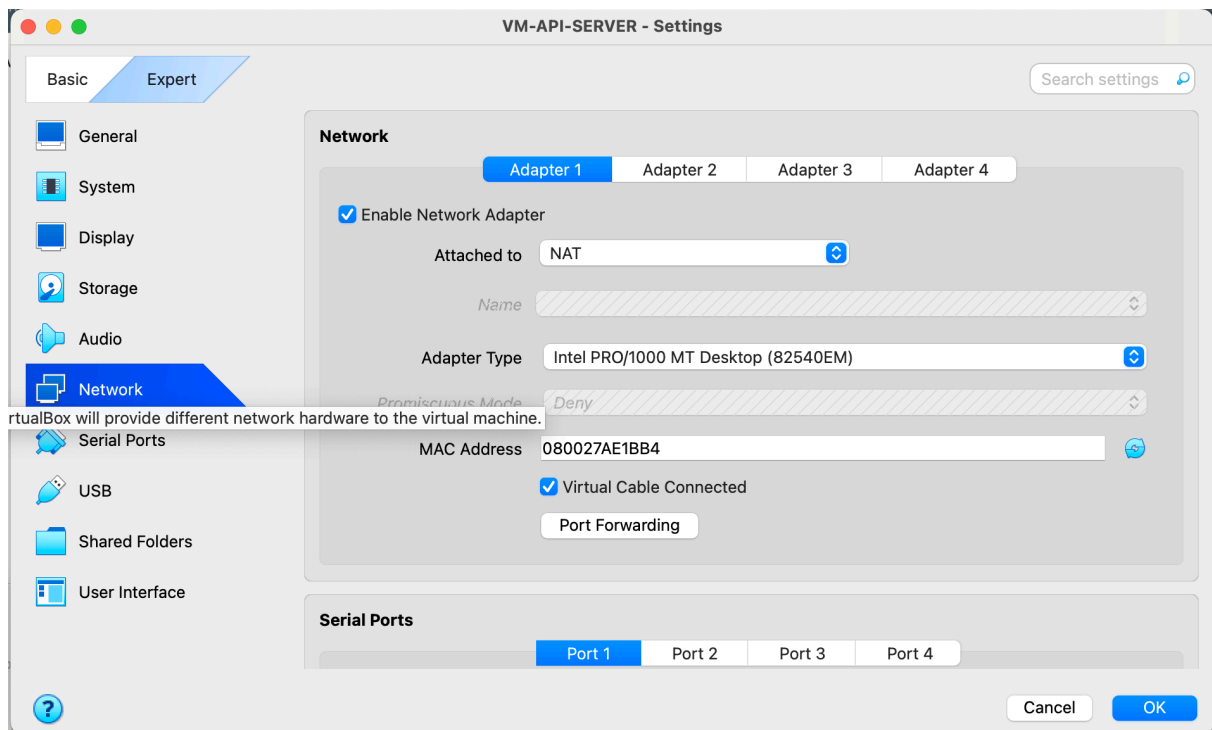 VM-API-SERVER - Settings
Basic
Expert
Search settings
General
System
Display
Storage
Audio
Network
rtualBox will provide different network hardware to the virtual machine.
Serial Ports
USB
Shared Folders
User Interface
Network
Adapter 1
Adapter 2
Adapter 3
Adapter 4
Enable Network Adapter
Attached to
NAT
Name
Adapter Type
Intel PRO/1000 MT Desktop (82540EM)
Promiscuous Mode
Deny
MAC Address
080027AE1BB4
Virtual Cable Connected
Port Forwarding
Serial Ports
Port 1
Port 2
Port 3
Port 4
?
Cancel
OK